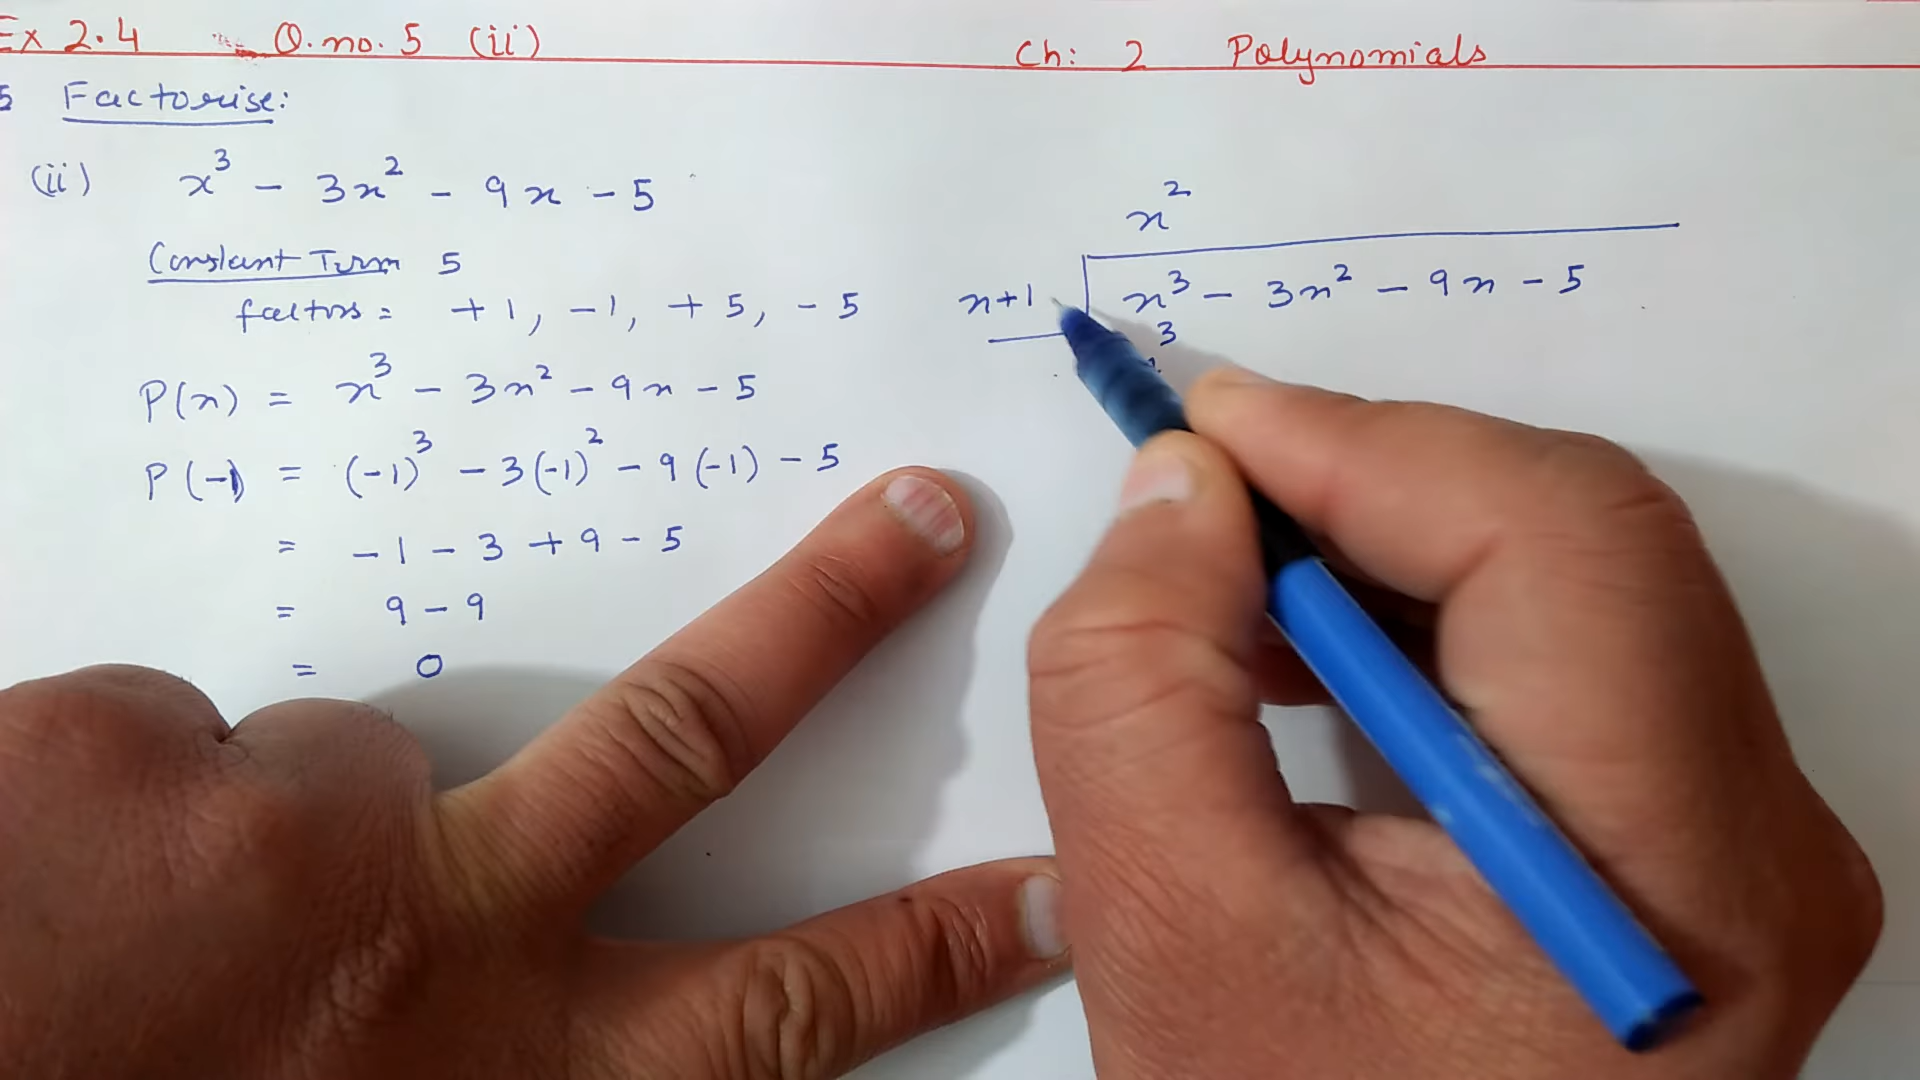 Ex 2.4 Q.no.5 (ii) Ch: 2 Polynomials
5 Factorise:
(ii) x³ - 3x² - 9x - 5
Constant Term 5
factors = +1, -1, +5, -5
P(x) = x³ - 3x² - 9x - 5
P(-1) = (-1)³ - 3(-1)² - 9(-1) - 5
= -1 - 3 + 9 - 5
= 9 - 9
= 0
x²
x+1 x³ - 3x² - 9x - 5
3